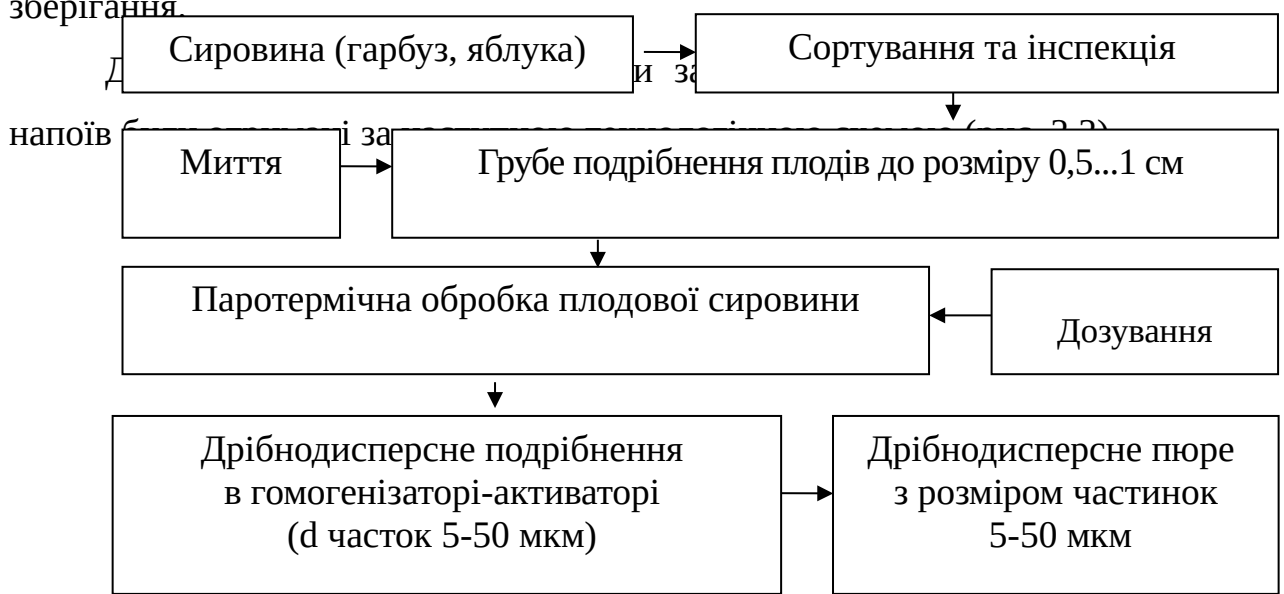 зберігання.
Сировина (гарбуз, яблука)
Сортування та інспекція
и за
напоїв
і за
Миття
Грубе подрібнення плодів до розміру 0,5...1 см
Паротермічна обробка плодової сировини
Дозування
Дрібнодисперсне подрібнення
в гомогенізаторі-активаторі
(d часток 5-50 мкм)
Дрібнодисперсне пюре
з розміром частинок
5-50 мкм